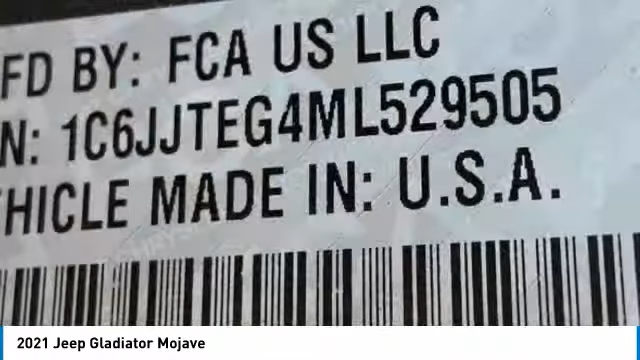 FD BY: FCA US LLC
N: 1C6JJTEG4ML529505
HICLE MADE IN: U.S.A.
2021 Jeep Gladiator Mojave